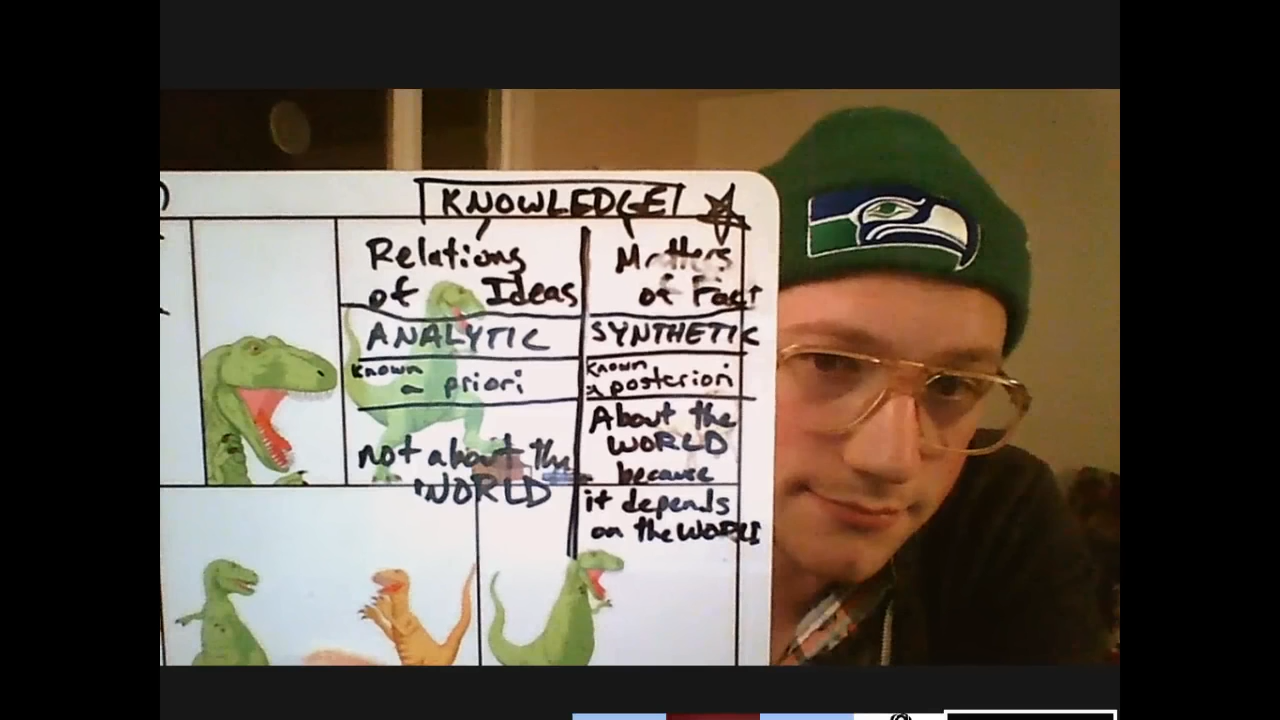 KNOWLEDGE
Relations
of Ideas
ANALYTIC
known
a priori
not about the
WORLD
Matters
of Fact
SYNTHETIC
known
a posteriori
About the
WORLD
because
it depends
on the WORLD